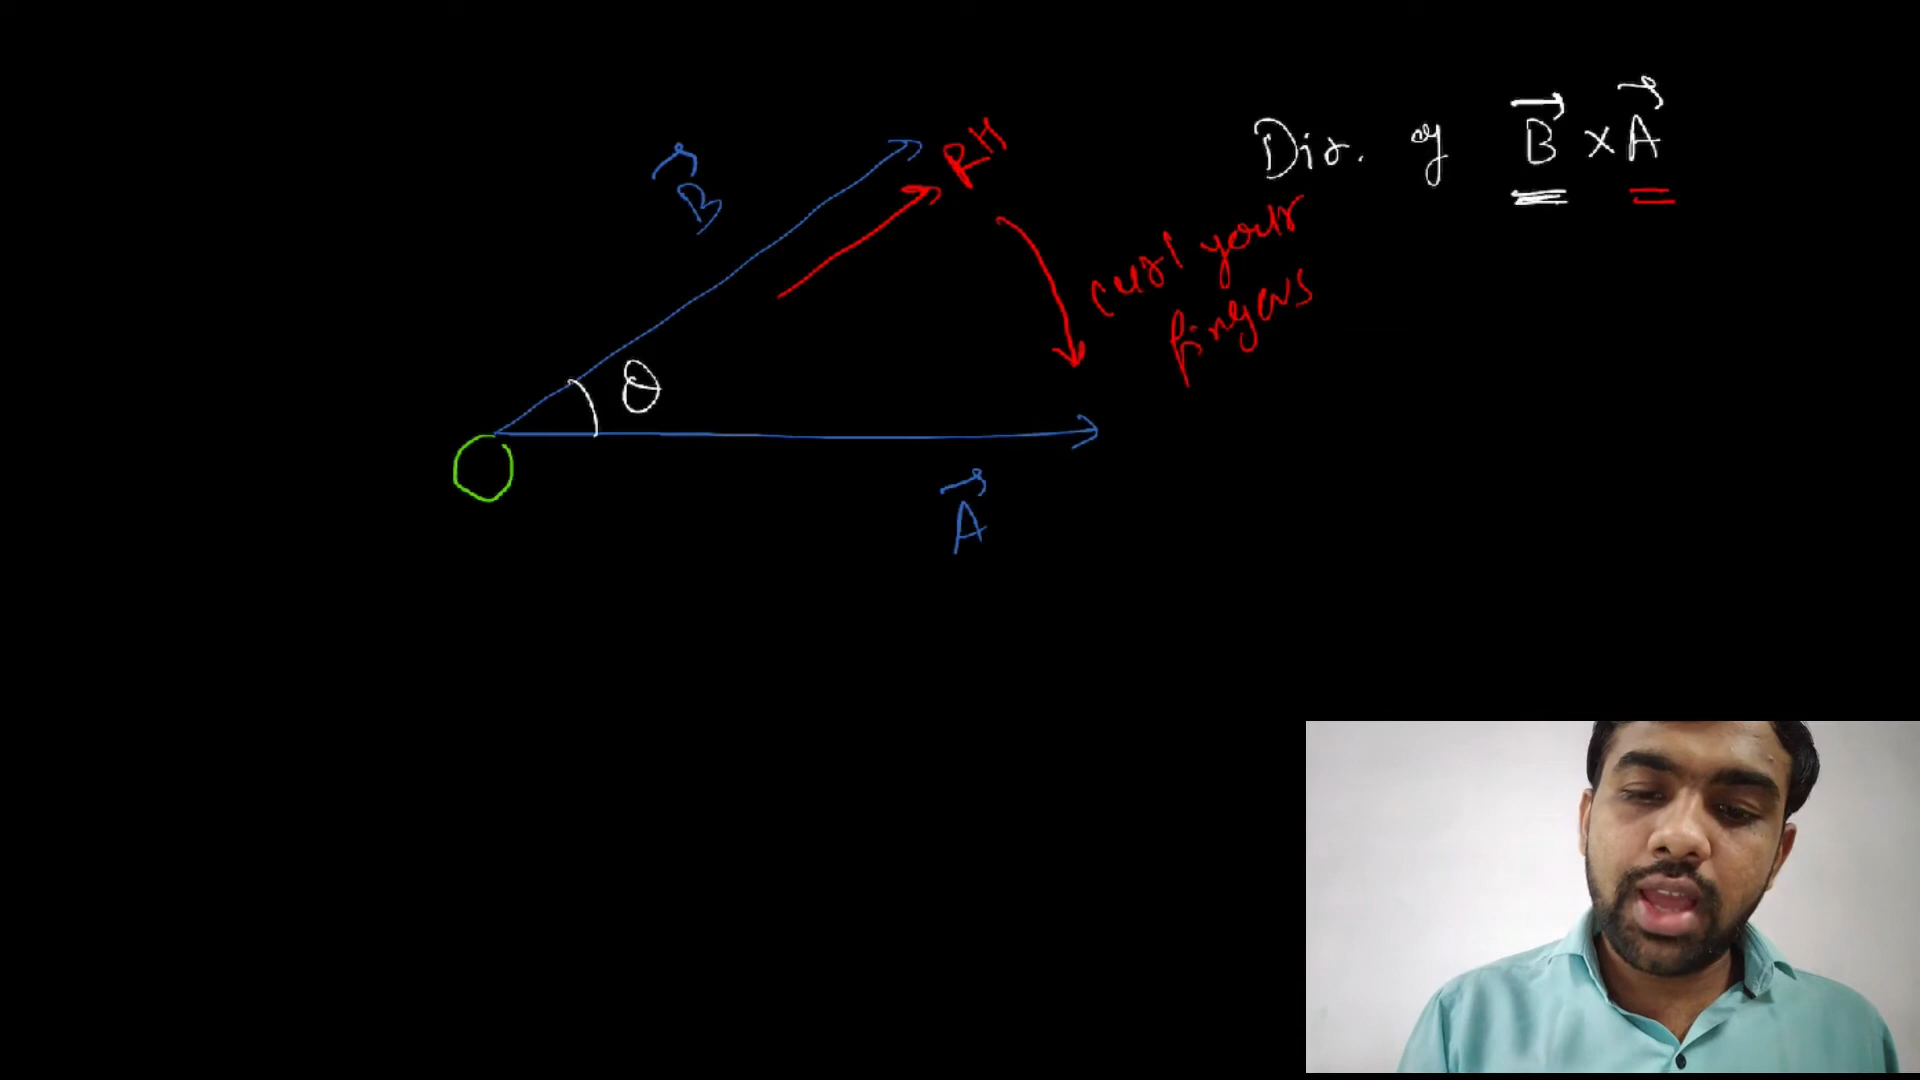 Dir. of B⃗ × A⃗
RH
B⃗
curl your
fingers
θ
A⃗